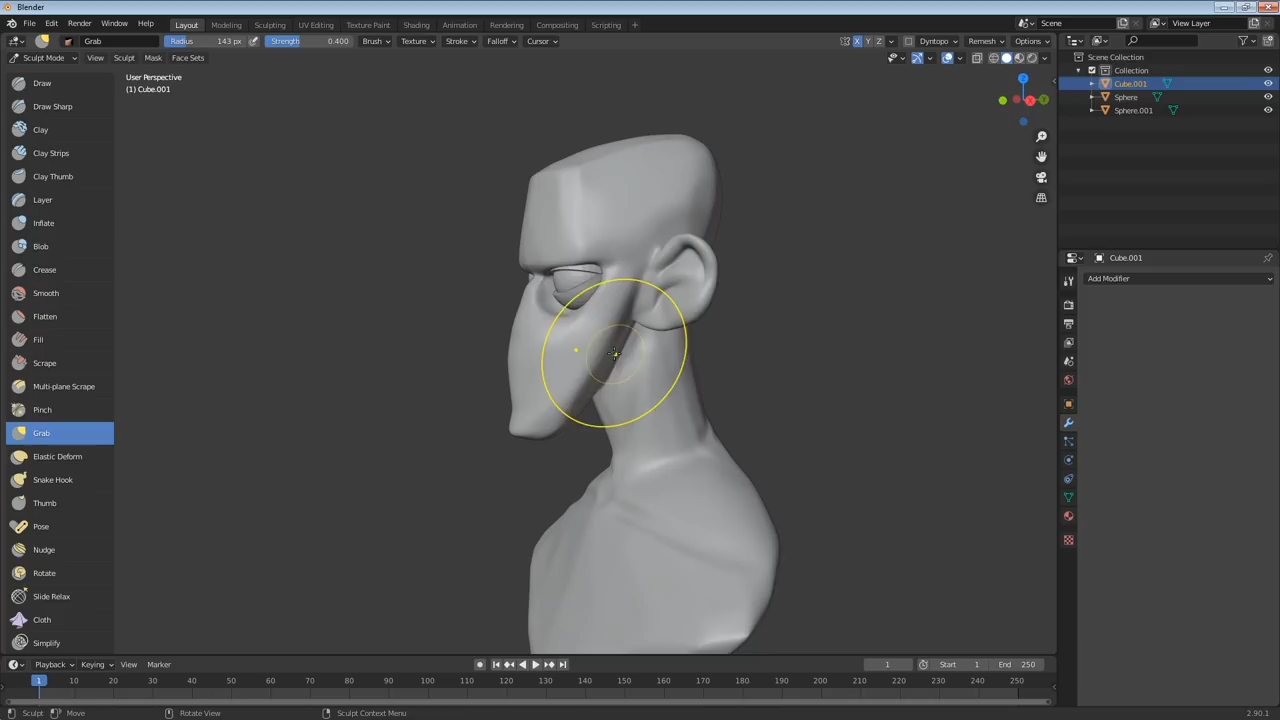 Blender
File Edit Render Window Help Layout Modeling Sculpting UV Editing Texture Paint Shading Animation Rendering Compositing Scripting Scene View Layer
Grab Radius 143 px Strength 0.400 Brush Texture Stroke Falloff Cursor X Y Z Dyntopo Remesh Options
Sculpt Mode View Sculpt Mask Face Sets
Scene Collection
Collection
Cube.001
Sphere
Sphere.001
User Perspective
(1) Cube.001
Z
X
Y
Draw
Draw Sharp
Clay
Clay Strips
Clay Thumb
Layer
Inflate
Blob
Crease
Smooth
Flatten
Fill
Scrape
Multi-plane Scrape
Pinch
Grab
Elastic Deform
Snake Hook
Thumb
Pose
Nudge
Rotate
Slide Relax
Cloth
Simplify
Cube.001
Add Modifier
Playback Keying View Marker 1 Start 1 End 250
1 10 20 30 40 50 60 70 80 90 100 110 120 130 140 150 160 170 180 190 200 210 220 230 240 250
Sculpt Move Rotate View Sculpt Context Menu 2.90.1